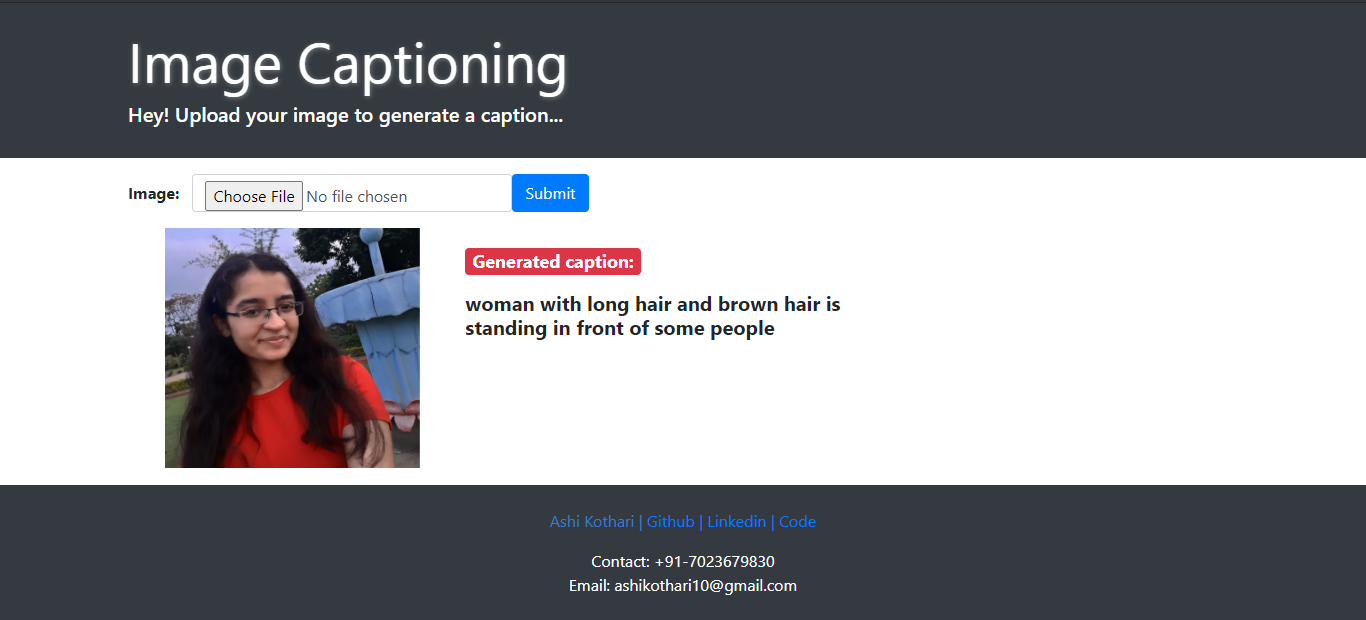 Image Captioning
Hey! Upload your image to generate a caption...
Image: Choose File No file chosen Submit
Generated caption:
woman with long hair and brown hair is
standing in front of some people
Ashi Kothari | Github | Linkedin | Code
Contact: +91-7023679830
Email: ashikothari10@gmail.com